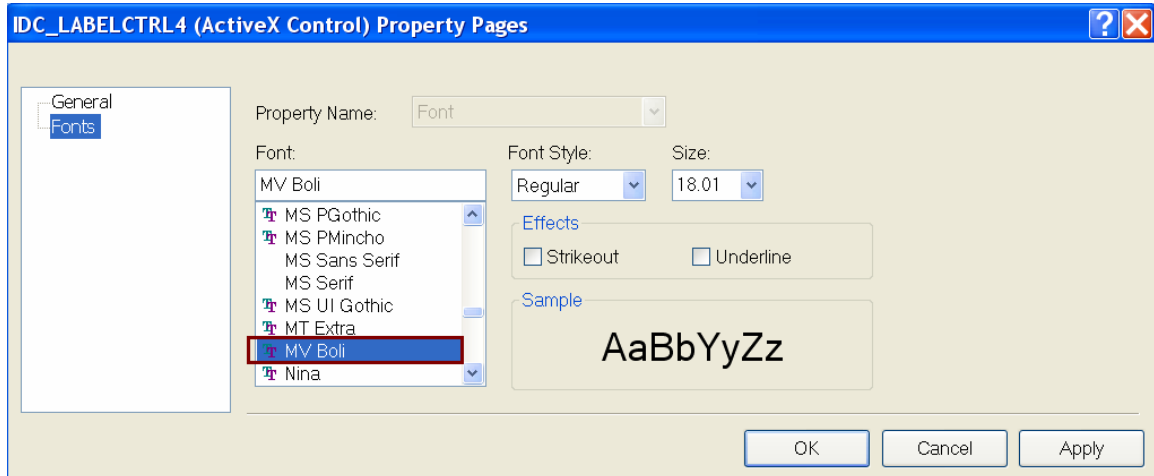 IDC_LABELCTRL4 (ActiveX Control) Property Pages
General
Fonts
Property Name: Font
Font: Font Style: Size:
MV Boli Regular 18.01
MS PGothic
MS PMincho
MS Sans Serif
MS Serif
MS UI Gothic
MT Extra
MV Boli
Nina
Effects
Strikeout Underline
Sample
AaBbYyZz
OK Cancel Apply